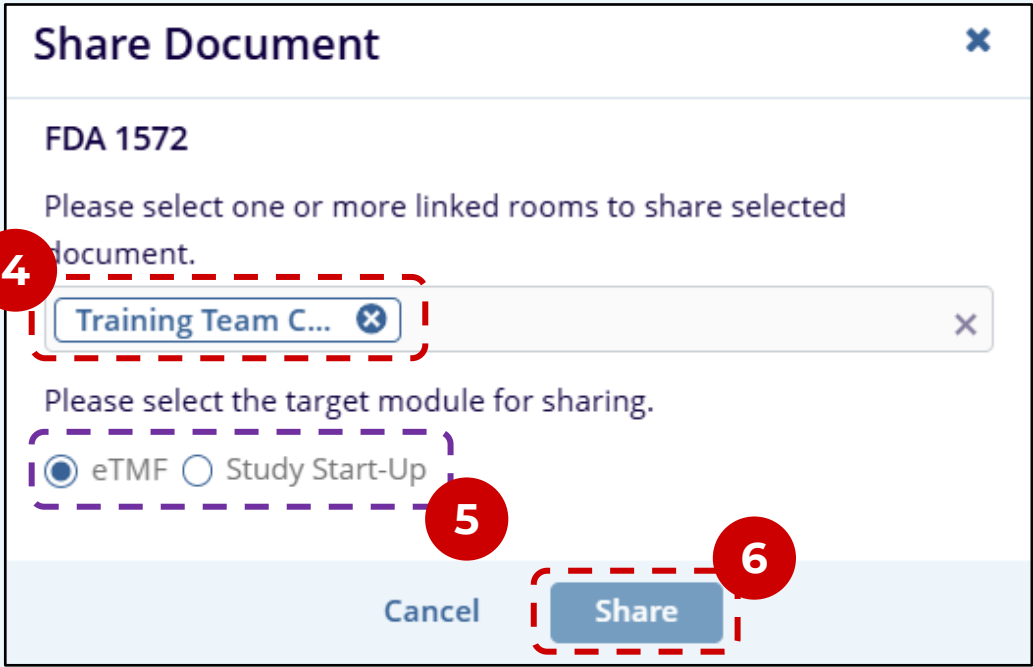 Share Document
FDA 1572
Please select one or more linked rooms to share selected
document.
4
Training Team C...
Please select the target module for sharing.
eTMF Study Start-Up
5
6
Cancel Share